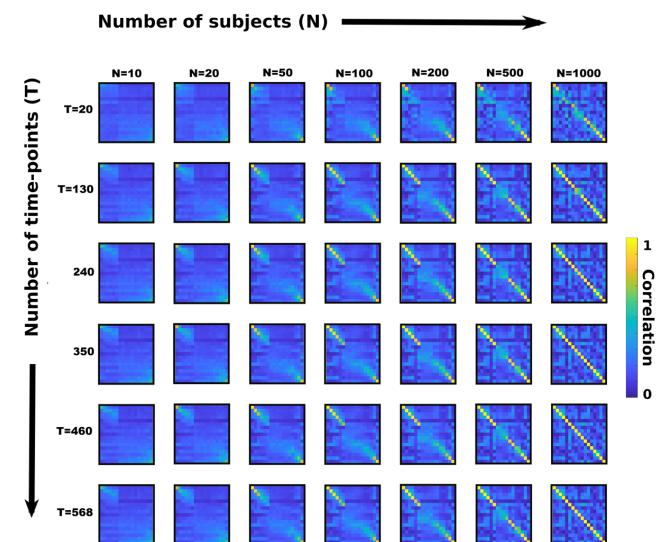 Number of subjects (N)
N=10 N=20 N=50 N=100 N=200 N=500 N=1000
Number of time-points (T)
T=20
T=130
240
350
T=460
T=568
1
Correlation
0